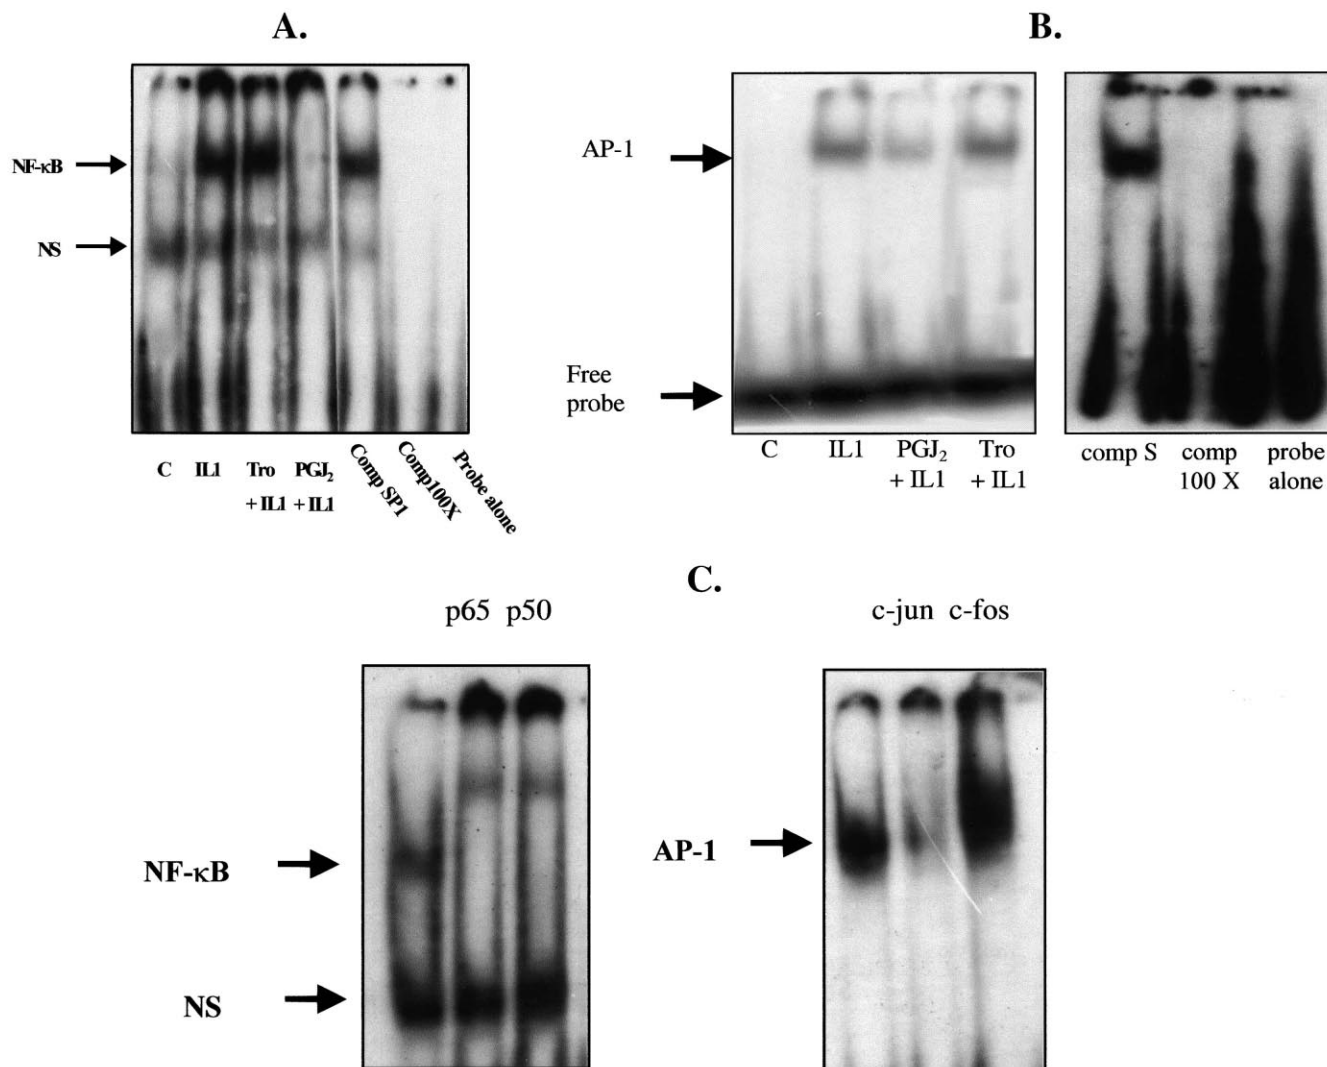 A.
B.
NF-κB
NS
C IL1 Tro PGJ₂ Comp SP1 Comp100X Probe alone
+ IL1 + IL1
AP-1
Free
probe
C IL1 PGJ₂ Tro
+ IL1 + IL1
comp S comp probe
100 X alone
C.
p65 p50
NF-κB
NS
c-jun c-fos
AP-1